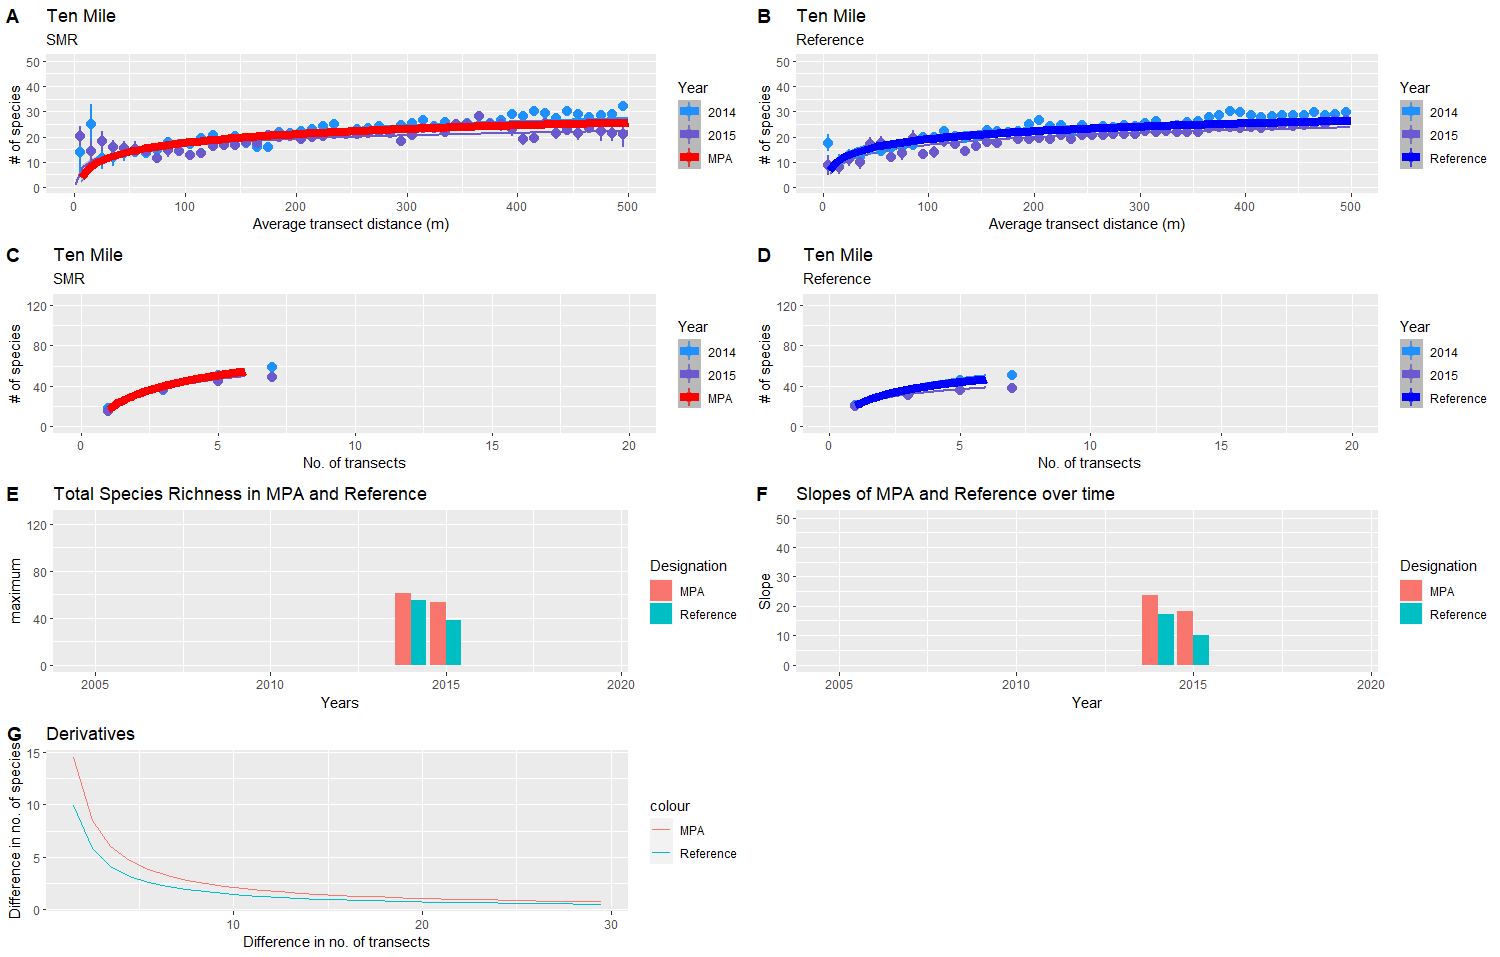 A Ten Mile
SMR
# of species
50
40
30
20
10
0
0 100 200 300 400 500
Average transect distance (m)
Year
2014
2015
MPA
B Ten Mile
Reference
# of species
50
40
30
20
10
0
0 100 200 300 400 500
Average transect distance (m)
Year
2014
2015
Reference
C Ten Mile
SMR
# of species
120
80
40
0
0 5 10 15 20
No. of transects
Year
2014
2015
MPA
D Ten Mile
Reference
# of species
120
80
40
0
0 5 10 15 20
No. of transects
Year
2014
2015
Reference
E Total Species Richness in MPA and Reference
maximum
120
80
40
0
2005 2010 2015 2020
Years
Designation
MPA
Reference
F Slopes of MPA and Reference over time
Slope
50
40
30
20
10
0
2005 2010 2015 2020
Year
Designation
MPA
Reference
G Derivatives
Difference in no. of species
15
10
5
0
10 20 30
Difference in no. of transects
colour
MPA
Reference